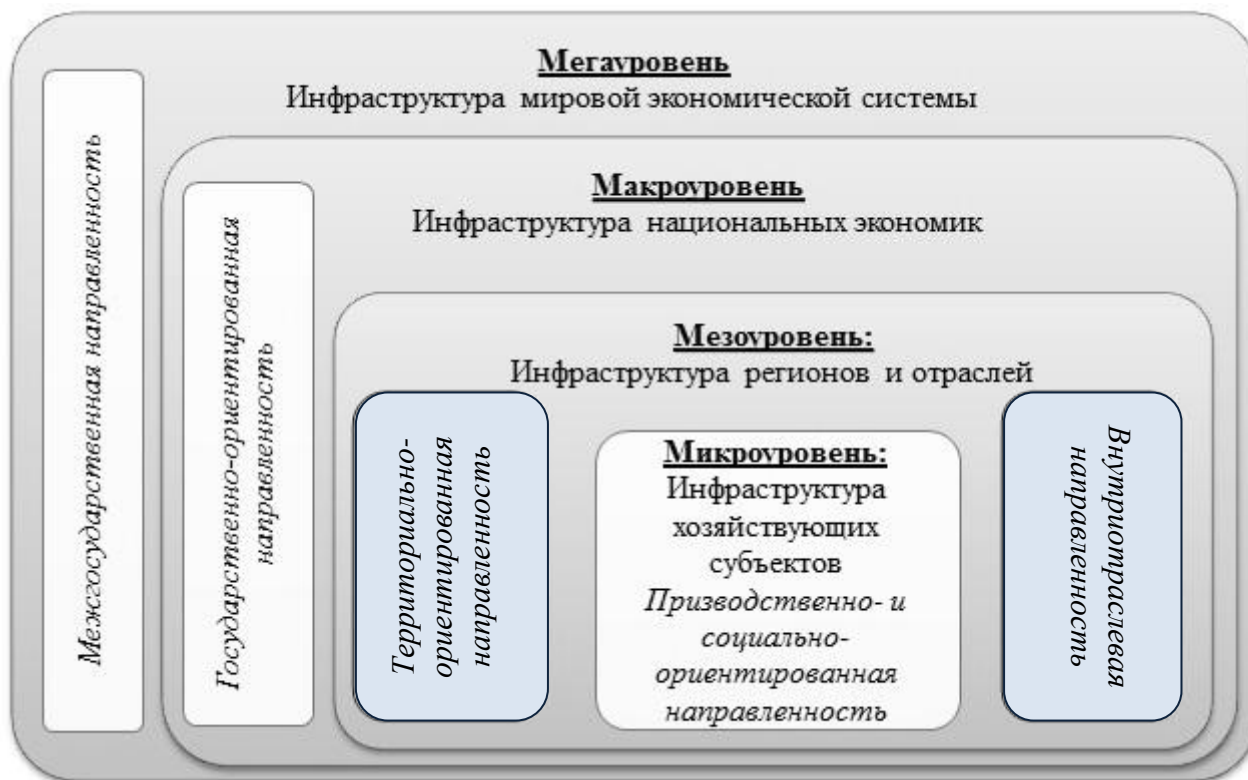 Мегауровень
Инфраструктура мировой экономической системы
Межгосударственная направленность
Макроуровень
Инфраструктура национальных экономик
Государственно-ориентированная
направленность
Мезоуровень:
Инфраструктура регионов и отраслей
Территориально-
ориентированная
направленность
Микроуровень:
Инфраструктура
хозяйствующих
субъектов
Призводственно- и
социально-
ориентированная
направленность
Внутриотраслевая
направленность